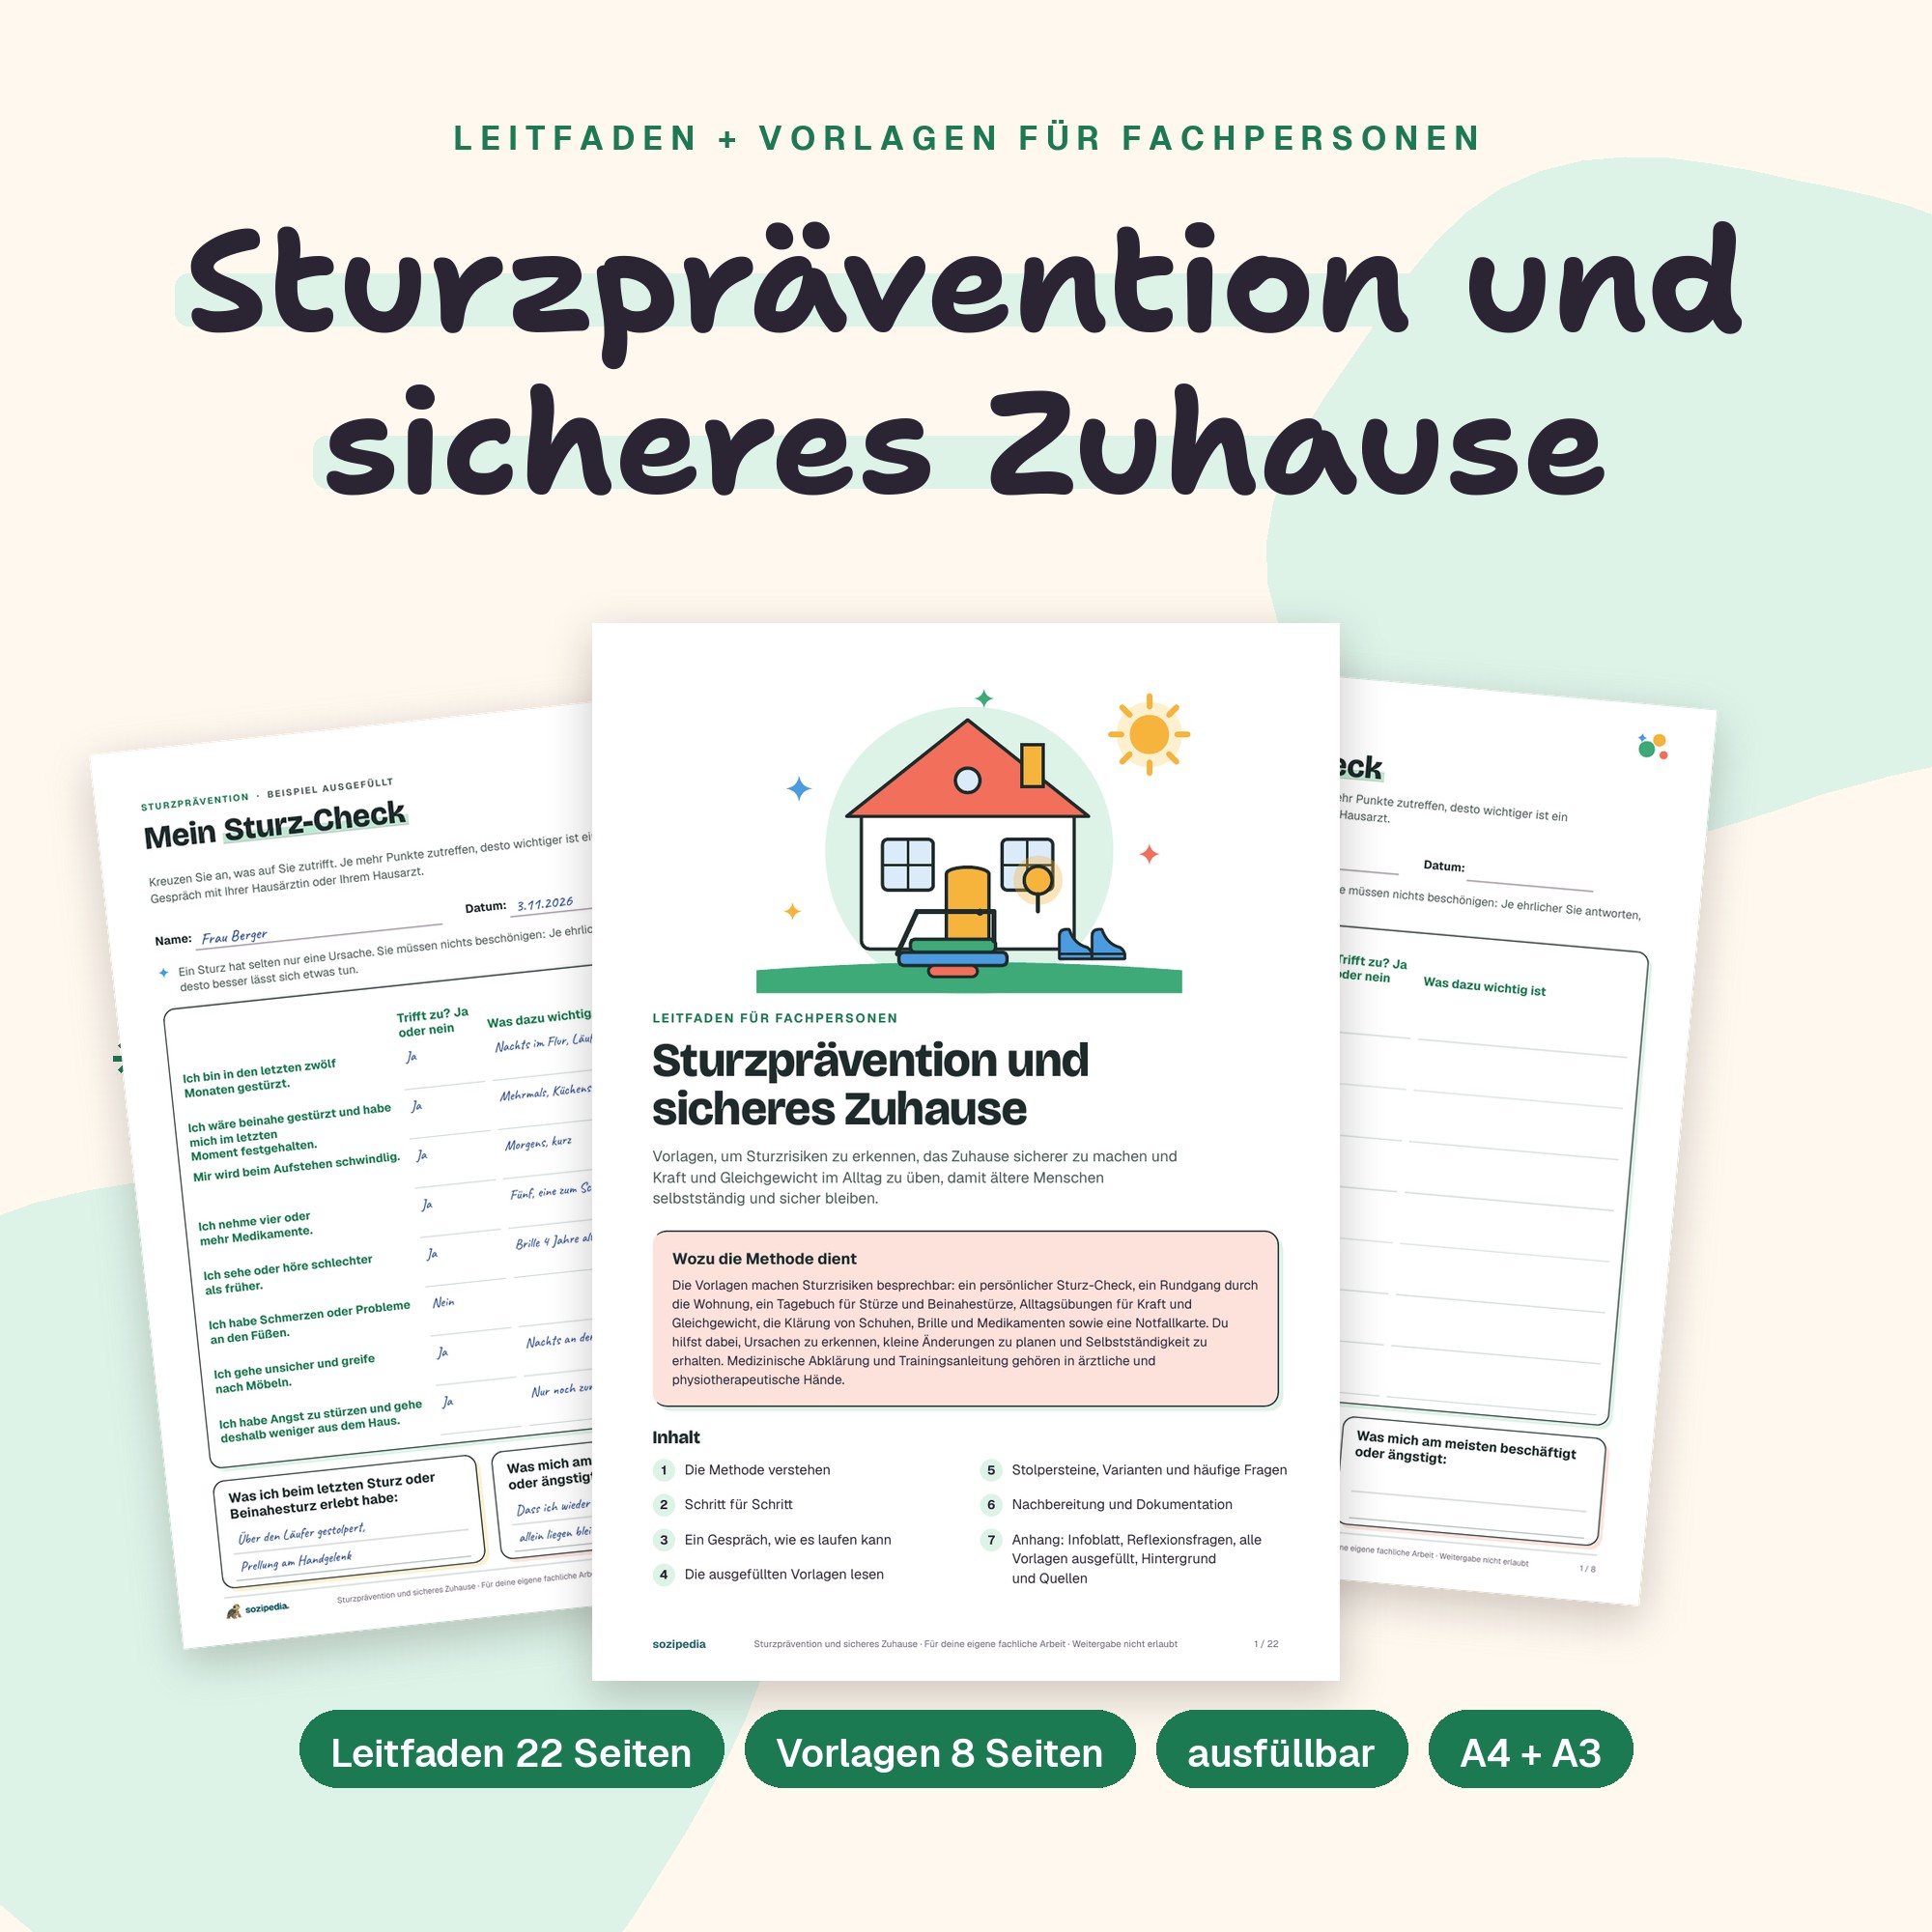 LEITFADEN + VORLAGEN FÜR FACHPERSONEN
Sturzprävention und
sicheres Zuhause
STURZPRÄVENTION · BEISPIEL AUSGEFÜLLT
Mein Sturz-Check
Kreuzen Sie an, was auf Sie zutrifft. Je mehr Punkte zutreffen, desto wichtiger ist
Gespräch mit Ihrer Hausärztin oder Ihrem Hausarzt.
Name: Frau Berger Datum: 3.11.2026
Ein Sturz hat selten nur eine Ursache. Sie müssen nichts beschönigen: Je
desto besser lässt sich etwas tun.
Trifft zu? Ja
oder nein
Was dazu wichtig
Ich bin in den letzten zwölf
Monaten gestürzt.
Ja
Nachts im Flur,
Ich wäre beinahe gestürzt und habe
mich im letzten
Moment festgehalten.
Ja
Mehrmals,
Mir wird beim Aufstehen schwindlig.
Ja
Morgens, kurz
Ich nehme vier oder
mehr Medikamente.
Ja
Fünf, eine zum
Ich sehe oder höre schlechter
als früher.
Ja
Brille 4 Jahre
Ich habe Schmerzen oder Probleme
an den Füßen.
Nein
Ich gehe unsicher und greife
nach Möbeln.
Ja
Nachts an
Ich habe Angst zu stürzen und gehe
deshalb weniger aus dem Haus.
Ja
Nur noch
Was ich beim letzten Sturz oder
Beinahesturz erlebt habe:
Über den Läufer gestolpert,
Prellung am Handgelenk
Was mich am
oder ängstigt
Dass ich wieder
allein liegen
sozipedia.
Sturzprävention und sicheres Zuhause · Für deine eigene fachliche
LEITFADEN FÜR FACHPERSONEN
Sturzprävention und
sicheres Zuhause
Vorlagen, um Sturzrisiken zu erkennen, das Zuhause sicherer zu machen und
Kraft und Gleichgewicht im Alltag zu üben, damit ältere Menschen
selbstständig und sicher bleiben.
Wozu die Methode dient
Die Vorlagen machen Sturzrisiken besprechbar: ein persönlicher Sturz-Check, ein Rundgang durch
die Wohnung, ein Tagebuch für Stürze und Beinahestürze, Alltagsübungen für Kraft und
Gleichgewicht, die Klärung von Schuhen, Brille und Medikamenten sowie eine Notfallkarte. Du
hilfst dabei, Ursachen zu erkennen, kleine Änderungen zu planen und Selbstständigkeit zu
erhalten. Medizinische Abklärung und Trainingsanleitung gehören in ärztliche und
physiotherapeutische Hände.
Inhalt
1 Die Methode verstehen
2 Schritt für Schritt
3 Ein Gespräch, wie es laufen kann
4 Die ausgefüllten Vorlagen lesen
5 Stolpersteine, Varianten und häufige Fragen
6 Nachbereitung und Dokumentation
7 Anhang: Infoblatt, Reflexionsfragen, alle
Vorlagen ausgefüllt, Hintergrund
und Quellen
sozipedia
Sturzprävention und sicheres Zuhause · Für deine eigene fachliche Arbeit · Weitergabe nicht erlaubt
1 / 22
Punkte zutreffen, desto wichtiger ist ein
Hausarzt.
Datum:
müssen nichts beschönigen: Je ehrlicher Sie antworten,
Trifft zu? Ja
oder nein
Was dazu wichtig ist
Was mich am meisten beschäftigt
oder ängstigt:
eigene fachliche Arbeit · Weitergabe nicht erlaubt
1 / 8
Leitfaden 22 Seiten
Vorlagen 8 Seiten
ausfüllbar
A4 + A3